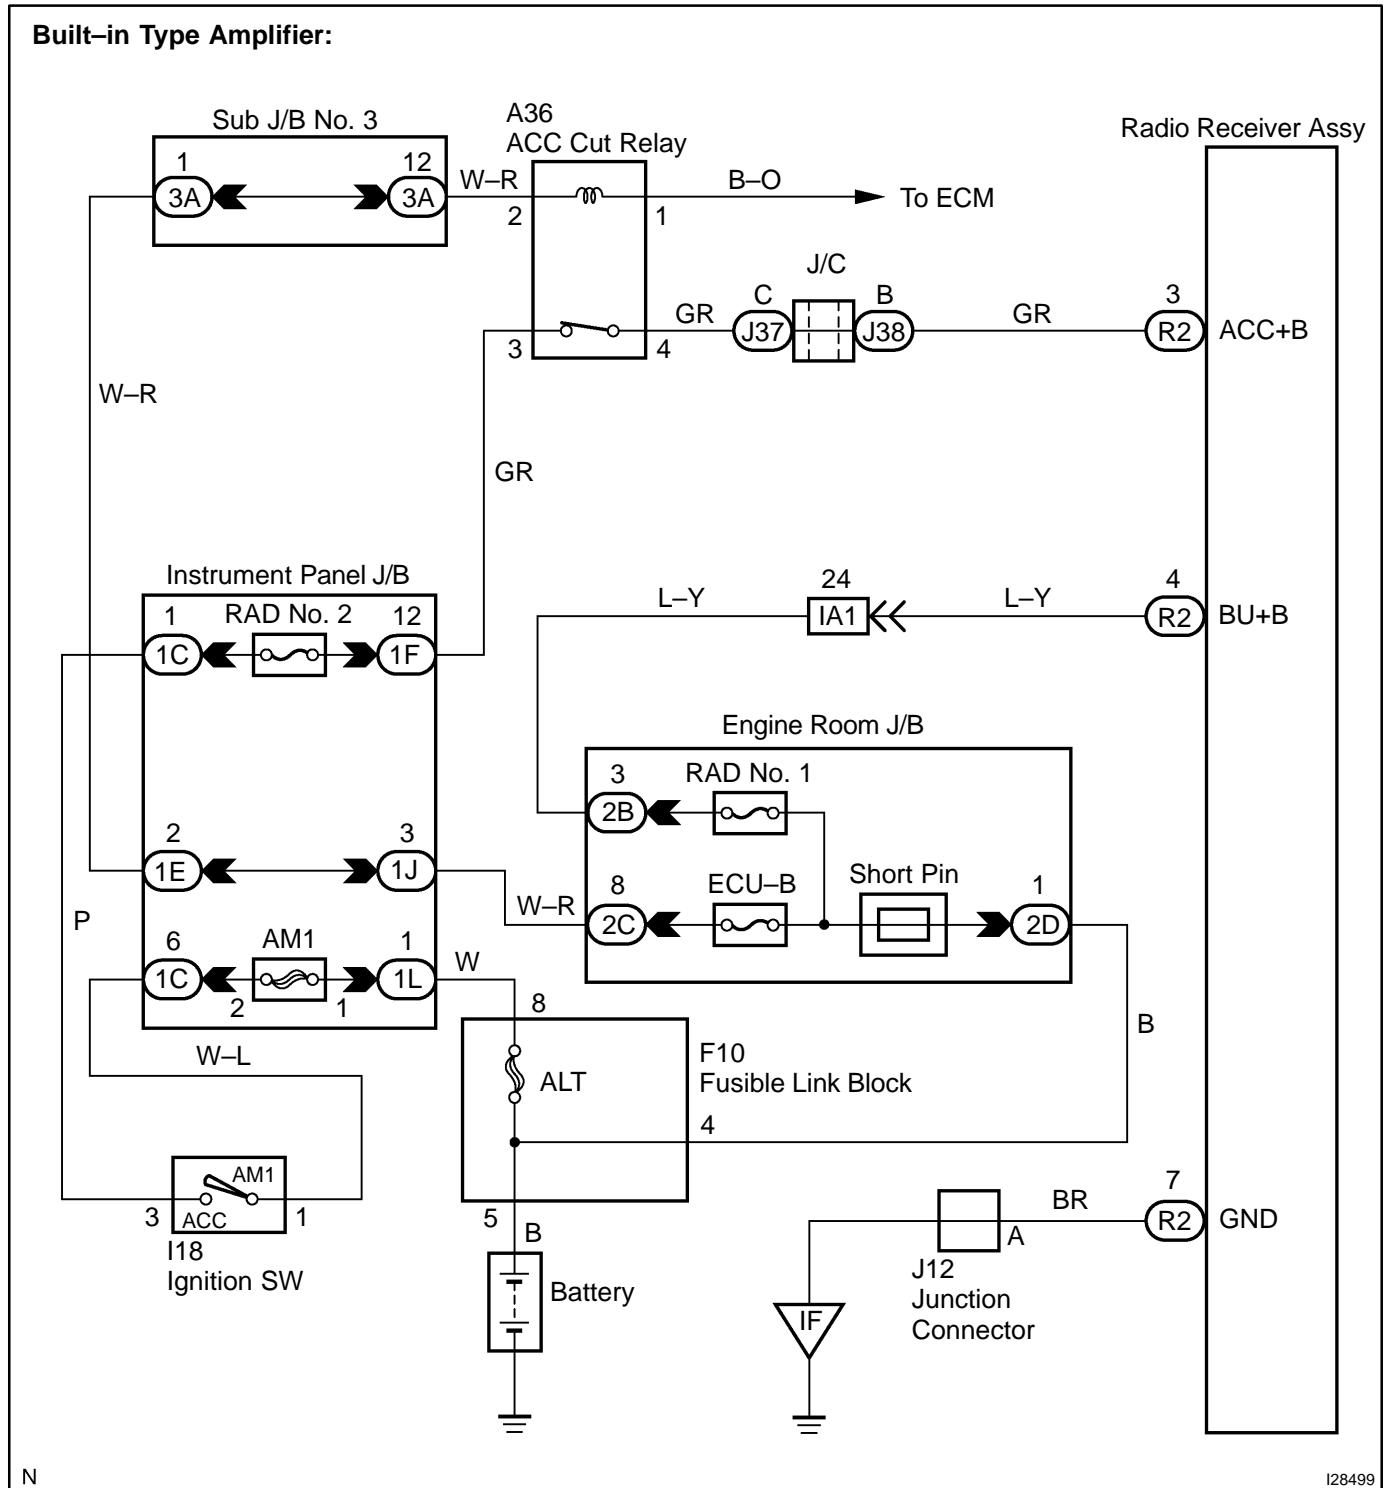 Built–in Type Amplifier:
Sub J/B No. 3
A36
ACC Cut Relay
Radio Receiver Assy
1
12
3A
3A
W–R
B–O
To ECM
2
1
J/C
C
B
3
GR
J37
J38
GR
R2
ACC+B
3
4
W–R
GR
Instrument Panel J/B
24
4
L–Y
IA1
L–Y
R2
BU+B
1
RAD No. 2
12
1C
1F
Engine Room J/B
3
RAD No. 1
2B
2
3
1E
1J
8
ECU–B
Short Pin
1
W–R
2C
2D
P
6
AM1
1
W
1C
1L
2
1
8
B
W–L
ALT
F10
Fusible Link Block
4
AM1
3
ACC
1
I18
Ignition SW
5
B
Battery
7
BR
R2
GND
A
J12
Junction
Connector
IF
N
I28499